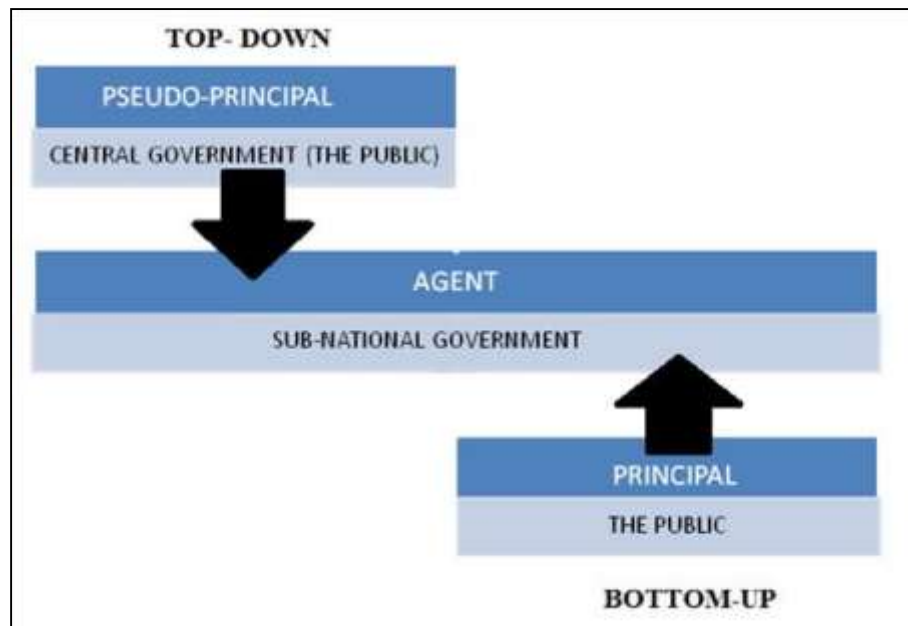 TOP- DOWN
PSEUDO-PRINCIPAL
CENTRAL GOVERNMENT (THE PUBLIC)
AGENT
SUB-NATIONAL GOVERNMENT
PRINCIPAL
THE PUBLIC
BOTTOM-UP